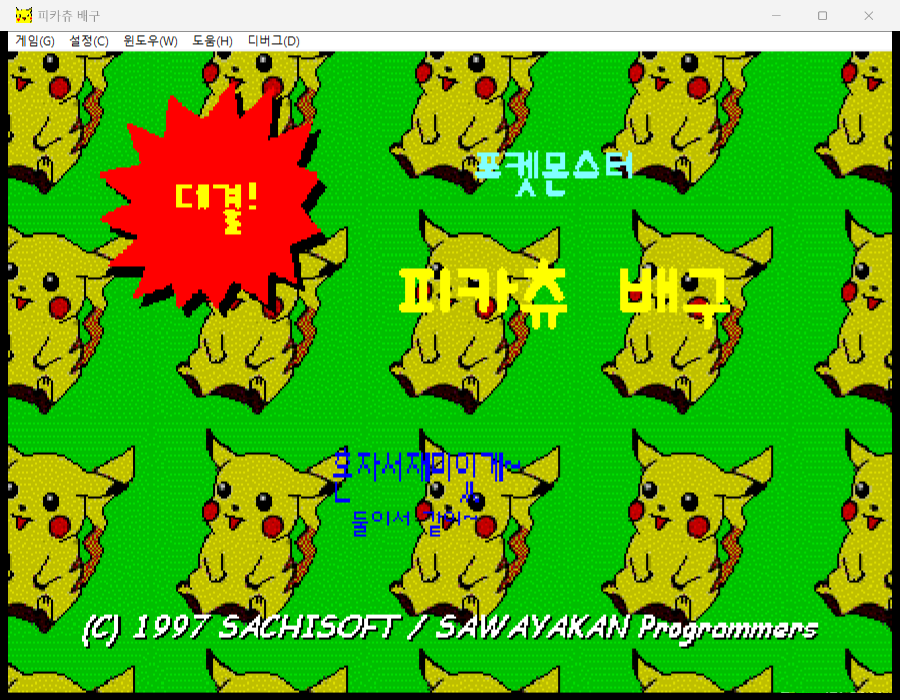 피카츄 배구
게임(G) 설정(C) 윈도우(W) 도움(H) 디버그(D)
대결!
포켓몬스터
피카츄 배구
혼자서재미있게~
둘이서 같이~
(C) 1997 SACHISOFT / SAWAYAKAN Programmers